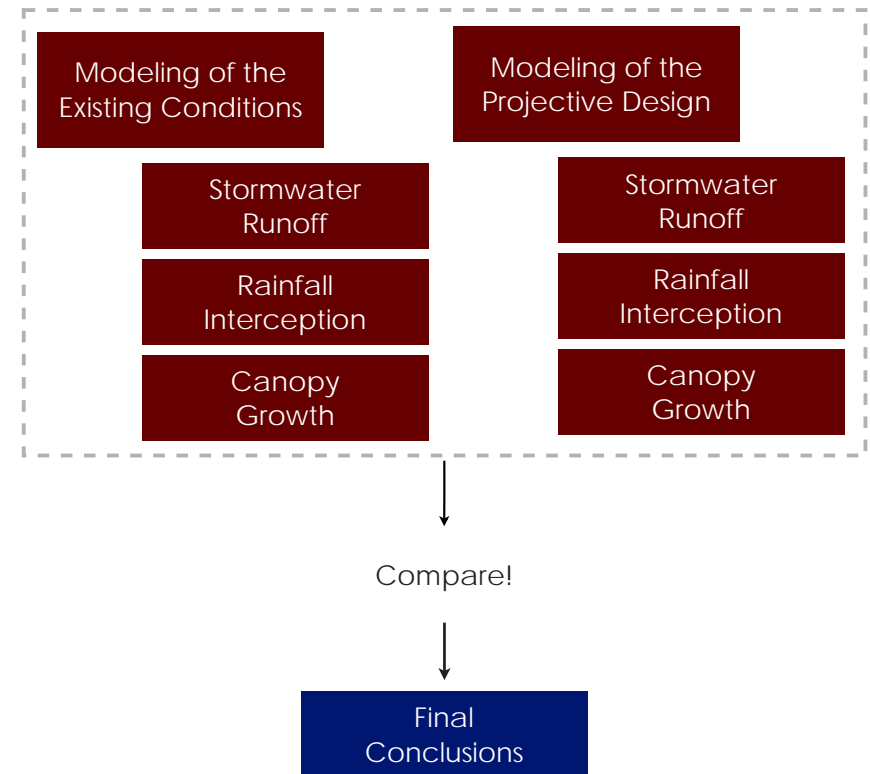 Modeling of the
Existing Conditions
Stormwater
Runoff
Rainfall
Interception
Canopy
Growth
Modeling of the
Projective Design
Stormwater
Runoff
Rainfall
Interception
Canopy
Growth
Compare!
Final
Conclusions